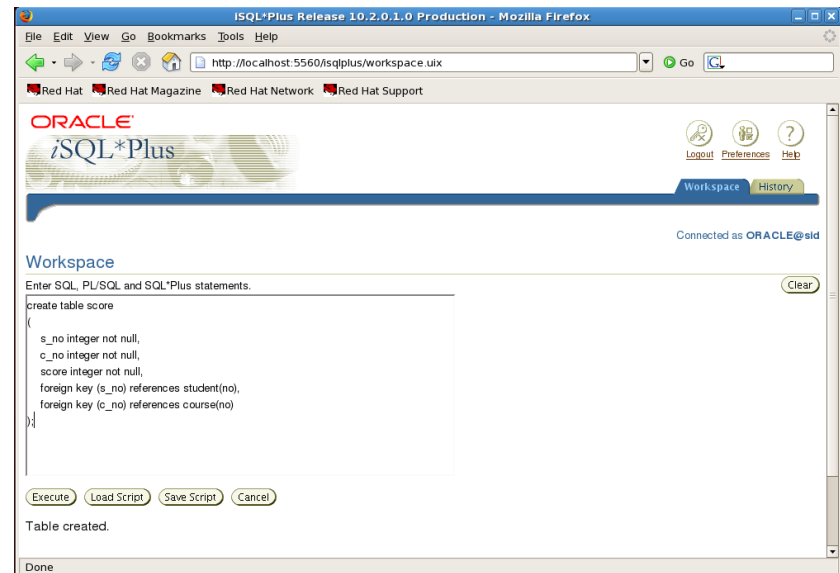 iSQL*Plus Release 10.2.0.1.0 Production - Mozilla Firefox
File Edit View Go Bookmarks Tools Help
http://localhost:5560/isqlplus/workspace.uix Go G
Red Hat Red Hat Magazine Red Hat Network Red Hat Support
ORACLE
iSQL*Plus
Logout Preferences Help
Workspace History
Connected as ORACLE@sid
Workspace
Enter SQL, PL/SQL and SQL*Plus statements. Clear
create table score
(
s_no integer not null,
c_no integer not null,
score integer not null,
foreign key (s_no) references student(no),
foreign key (c_no) references course(no)
);
Execute Load Script Save Script Cancel
Table created.
Done